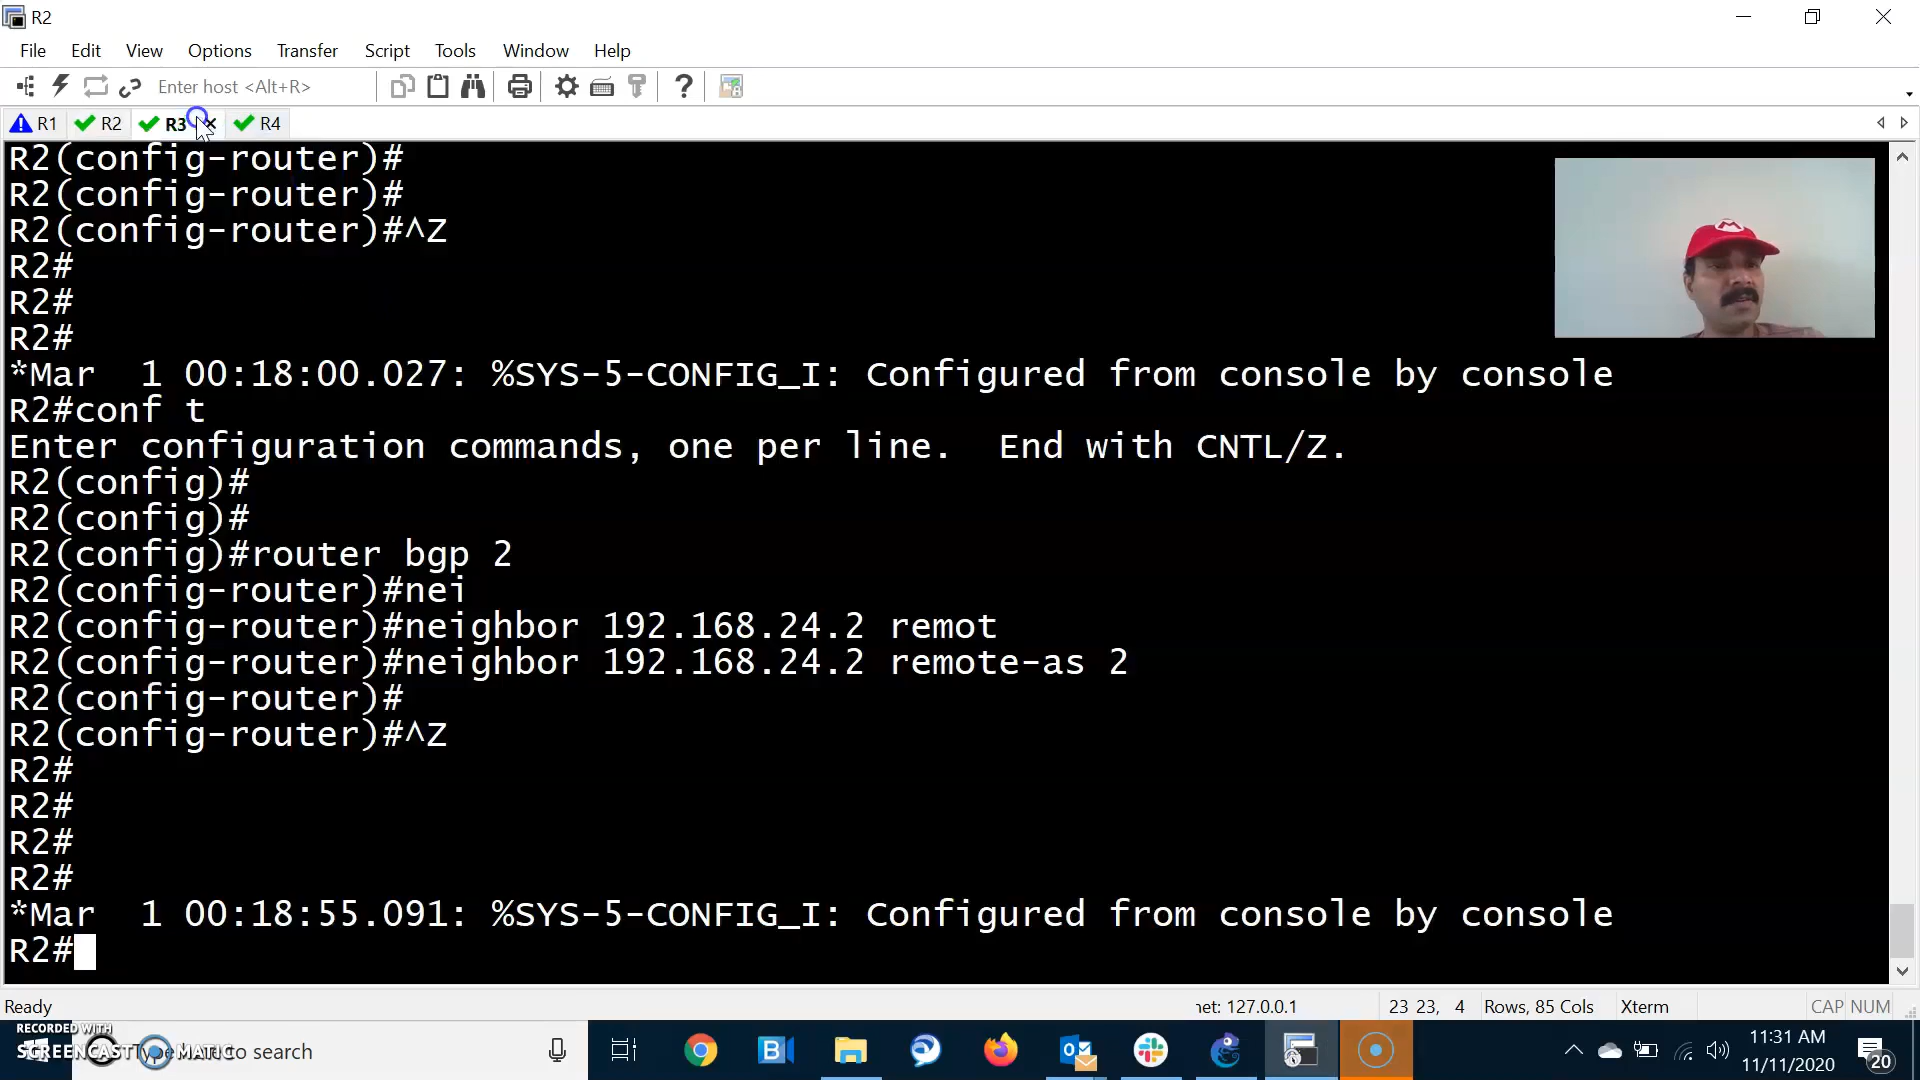 R2
File Edit View Options Transfer Script Tools Window Help
Enter host <Alt+R>
R1 R2 R3 R4
R2(config-router)#
R2(config-router)#
R2(config-router)#^Z
R2#
R2#
R2#
*Mar  1 00:18:00.027: %SYS-5-CONFIG_I: Configured from console by console
R2#conf t
Enter configuration commands, one per line.  End with CNTL/Z.
R2(config)#
R2(config)#
R2(config)#router bgp 2
R2(config-router)#nei
R2(config-router)#neighbor 192.168.24.2 remot
R2(config-router)#neighbor 192.168.24.2 remote-as 2
R2(config-router)#
R2(config-router)#^Z
R2#
R2#
R2#
R2#
*Mar  1 00:18:55.091: %SYS-5-CONFIG_I: Configured from console by console
R2#
Ready net: 127.0.0.1 23 23, 4 Rows, 85 Cols Xterm CAP NUM
RECORDED WITH
SCREENCAST MATIC
to search
11:31 AM
11/11/2020
20
M